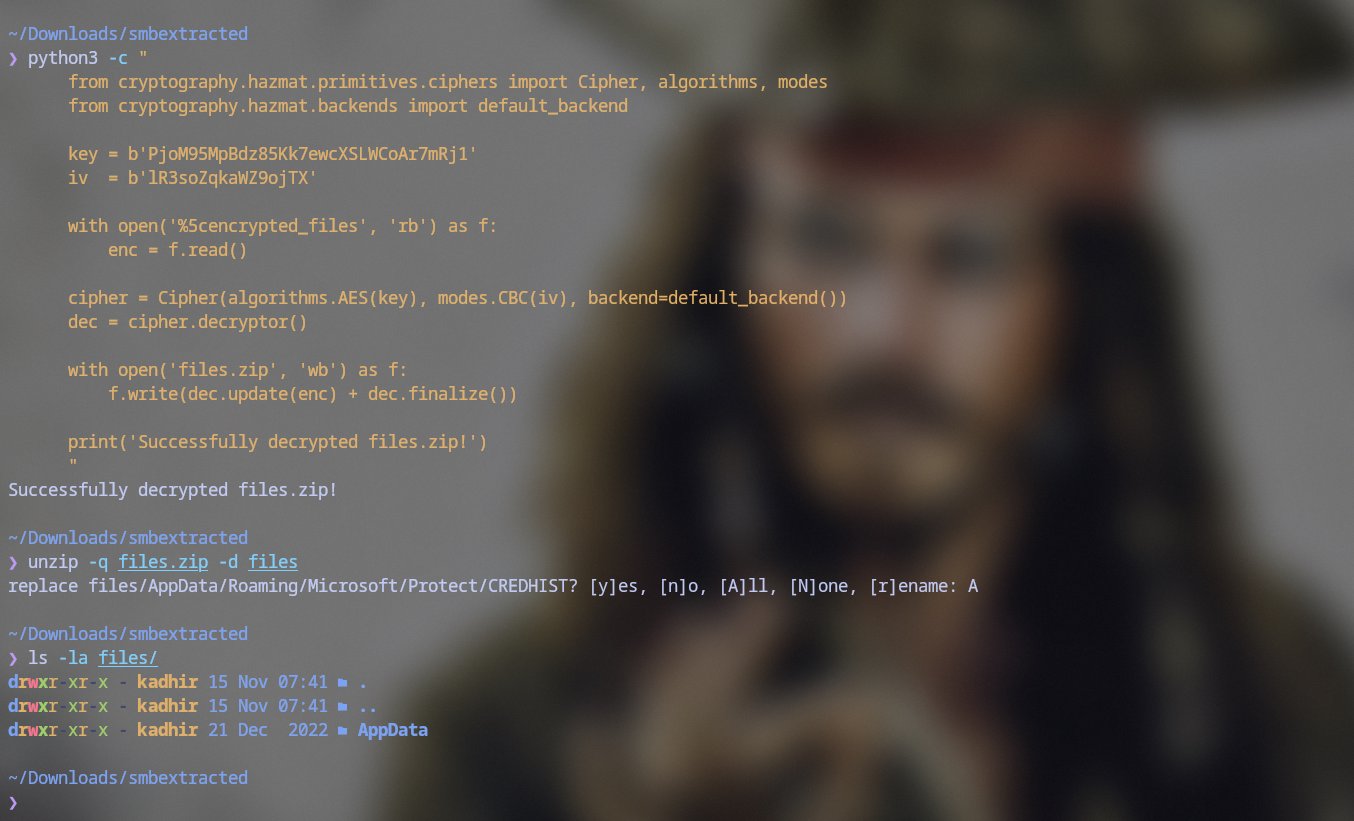 ~/Downloads/smbextracted
❯ python3 -c "
from cryptography.hazmat.primitives.ciphers import Cipher, algorithms, modes
from cryptography.hazmat.backends import default_backend
key = b'PjoM95MpBdz85Kk7ewcXSLWCoAr7mRj1'
iv  = b'lR3soZqkaWZ9ojTX'
with open('%5cencrypted_files', 'rb') as f:
enc = f.read()
cipher = Cipher(algorithms.AES(key), modes.CBC(iv), backend=default_backend())
dec = cipher.decryptor()
with open('files.zip', 'wb') as f:
f.write(dec.update(enc) + dec.finalize())
print('Successfully decrypted files.zip!')
"
Successfully decrypted files.zip!
~/Downloads/smbextracted
❯ unzip -q files.zip -d files
replace files/AppData/Roaming/Microsoft/Protect/CREDHIST? [y]es, [n]o, [A]ll, [N]one, [r]ename: A
~/Downloads/smbextracted
❯ ls -la files/
drwxr-xr-x - kadhir 15 Nov 07:41 .
drwxr-xr-x - kadhir 15 Nov 07:41 ..
drwxr-xr-x - kadhir 21 Dec  2022 AppData
~/Downloads/smbextracted
❯